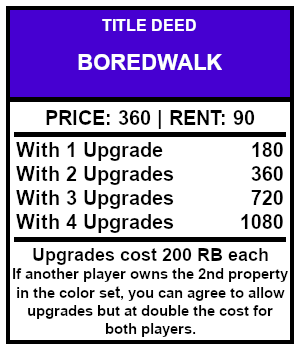 TITLE DEED
BOREDWALK
PRICE: 360 | RENT: 90
With 1 Upgrade 180
With 2 Upgrades 360
With 3 Upgrades 720
With 4 Upgrades 1080
Upgrades cost 200 RB each
If another player owns the 2nd property
in the color set, you can agree to allow
upgrades but at double the cost for
both players.